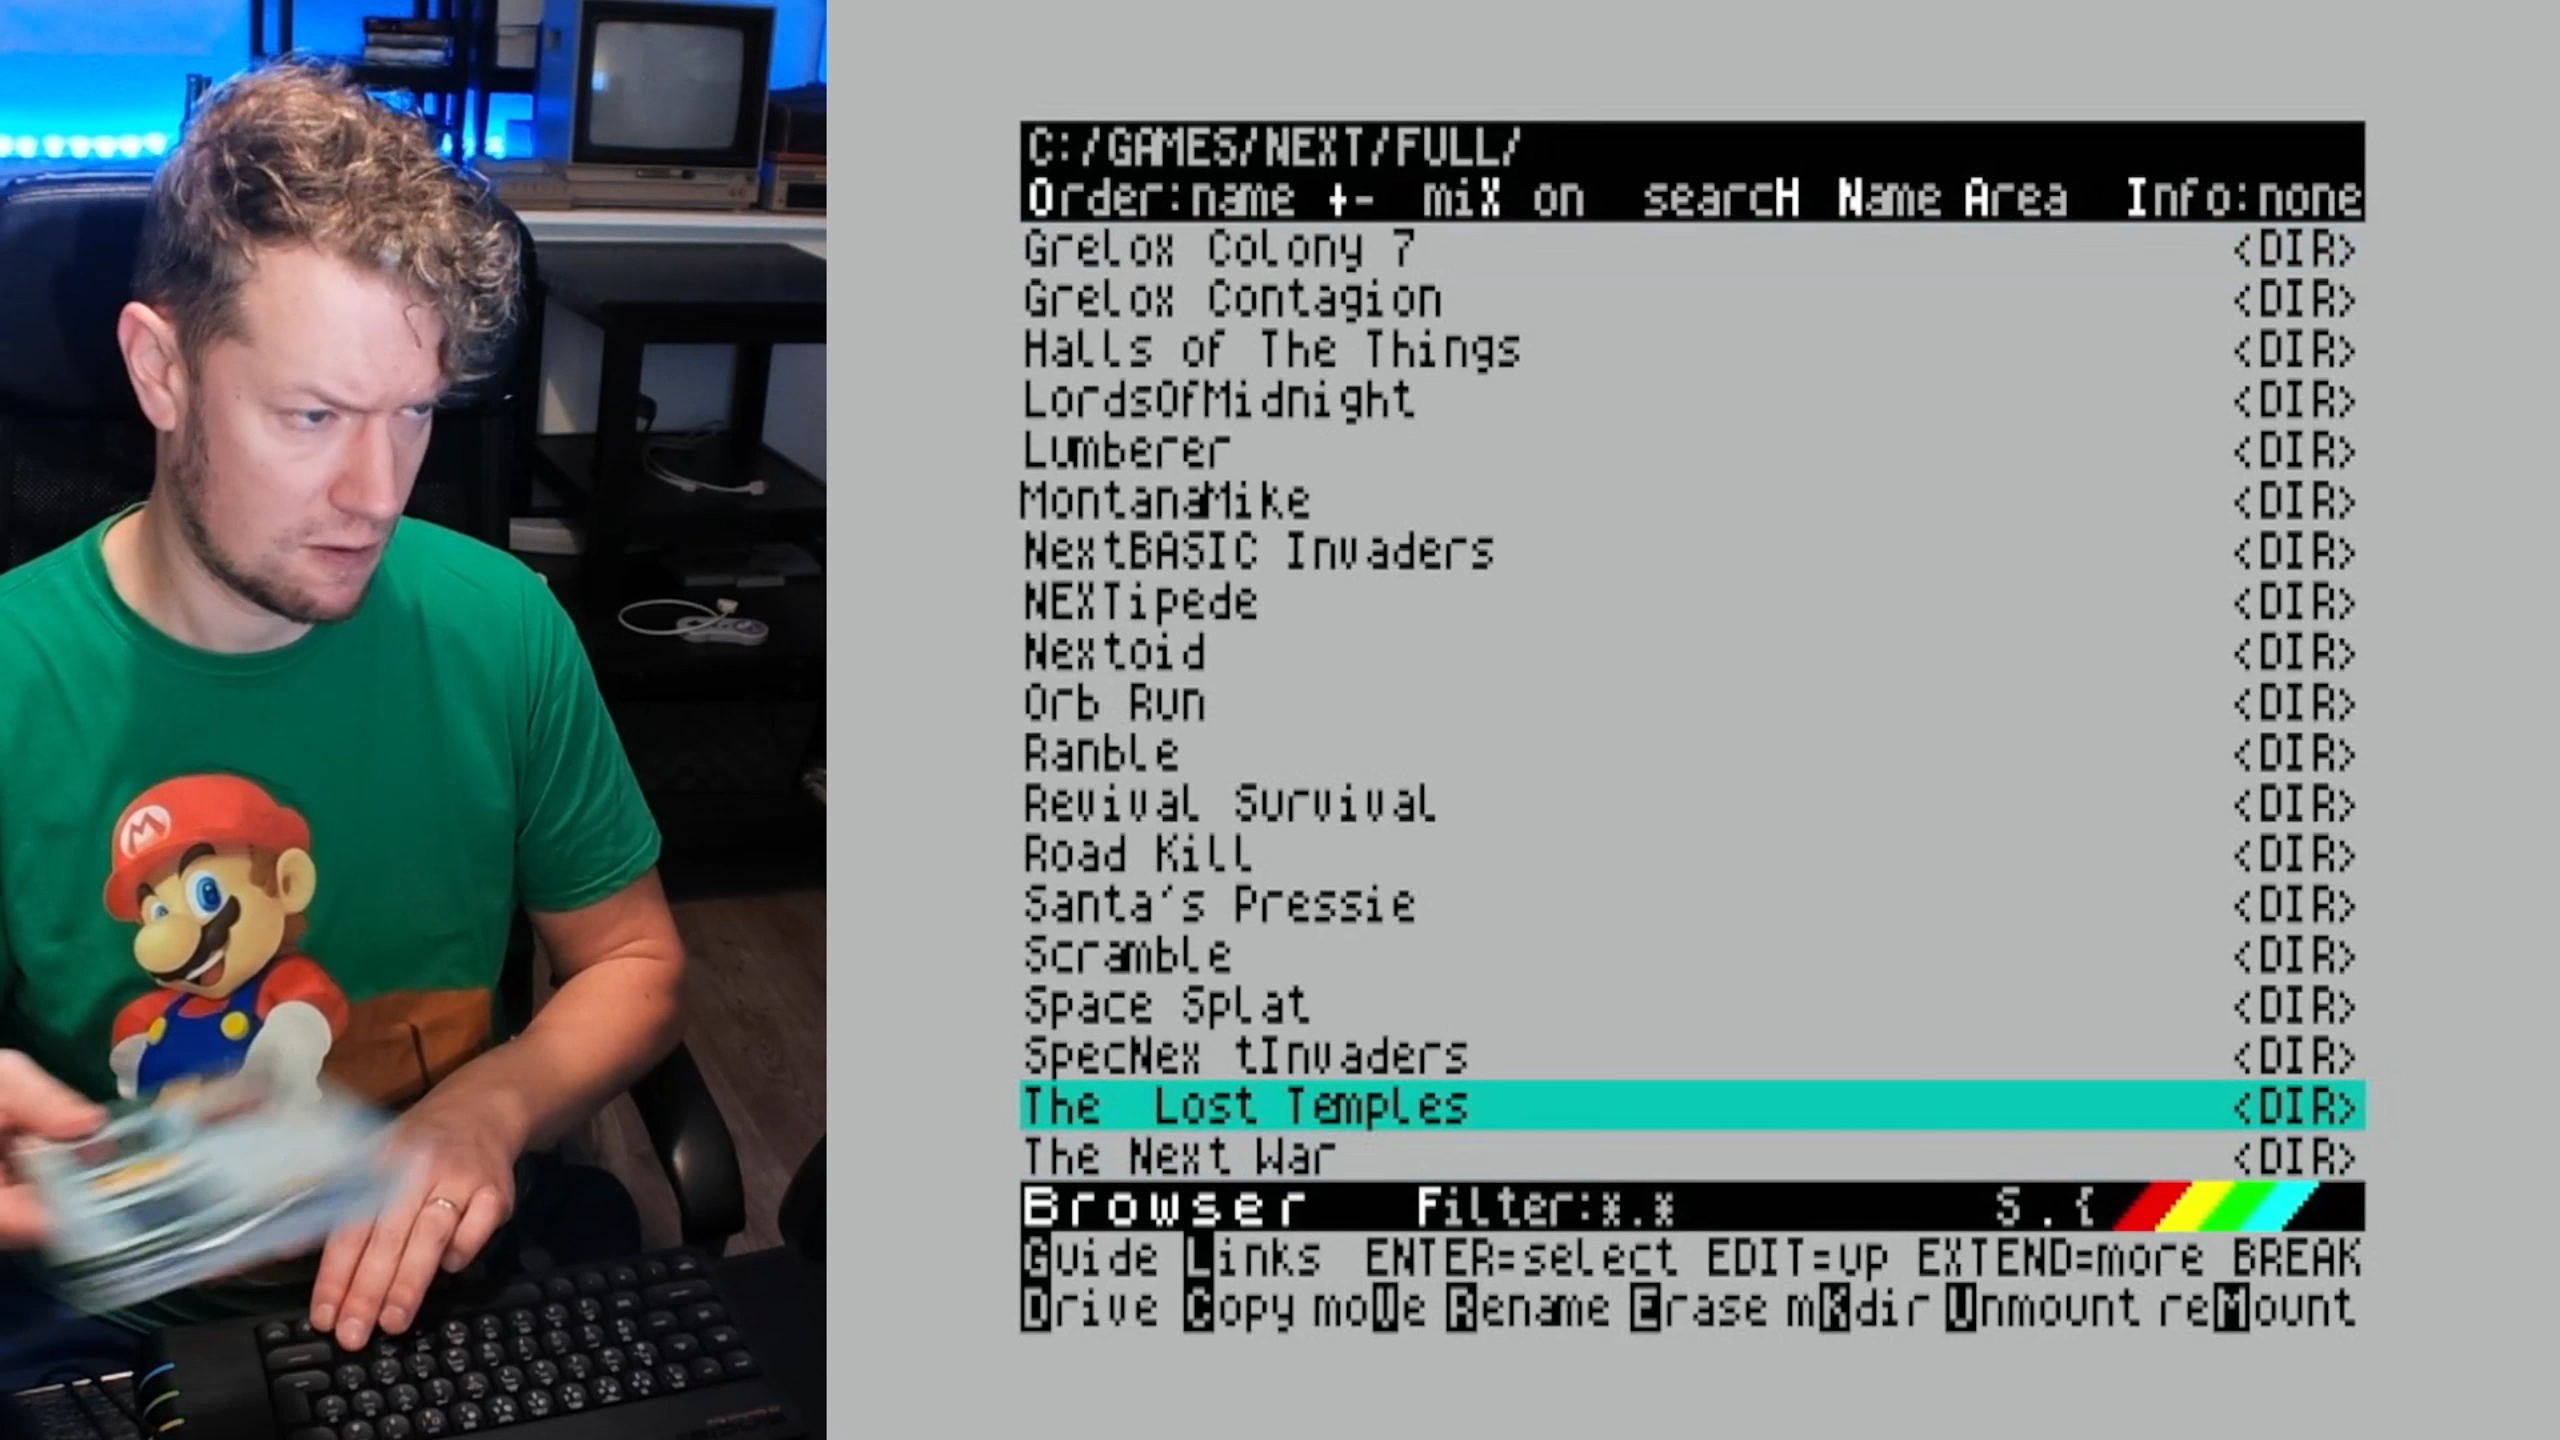 C:/GAMES/NEXT/FULL/
Order:name +- miX on searcH Name Area Info:none
Grelox Colony 7 <DIR>
Grelox Contagion <DIR>
Halls of The Things <DIR>
LordsOfMidnight <DIR>
Lumberer <DIR>
MontanaMike <DIR>
NextBASIC Invaders <DIR>
NEXTipede <DIR>
Nextoid <DIR>
Orb Run <DIR>
Ranble <DIR>
Revival Survival <DIR>
Road Kill <DIR>
Santa's Pressie <DIR>
Scramble <DIR>
Space Splat <DIR>
SpecNex tInvaders <DIR>
The  Lost Temples <DIR>
The Next War <DIR>
Browser Filter:*.* S.{
Guide Links ENTER=select EDIT=up EXTEND=more BREAK
Drive Copy moVe Rename Erase mKdir Unmount reMount
M